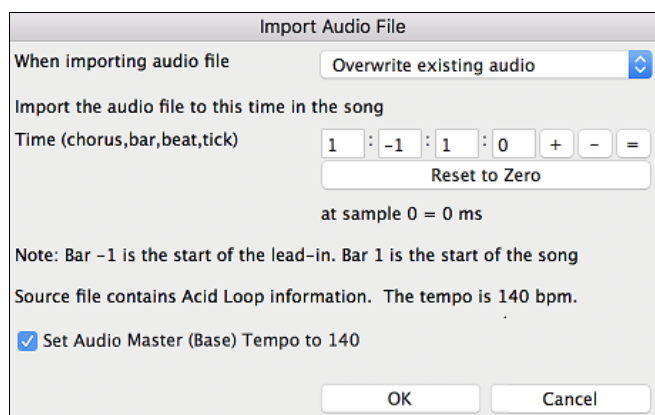 Import Audio File
When importing audio file Overwrite existing audio
Import the audio file to this time in the song
Time (chorus,bar,beat,tick) 1 : -1 : 1 : 0 + - =
Reset to Zero
at sample 0 = 0 ms
Note: Bar -1 is the start of the lead-in. Bar 1 is the start of the song
Source file contains Acid Loop information. The tempo is 140 bpm.
Set Audio Master (Base) Tempo to 140
OK Cancel